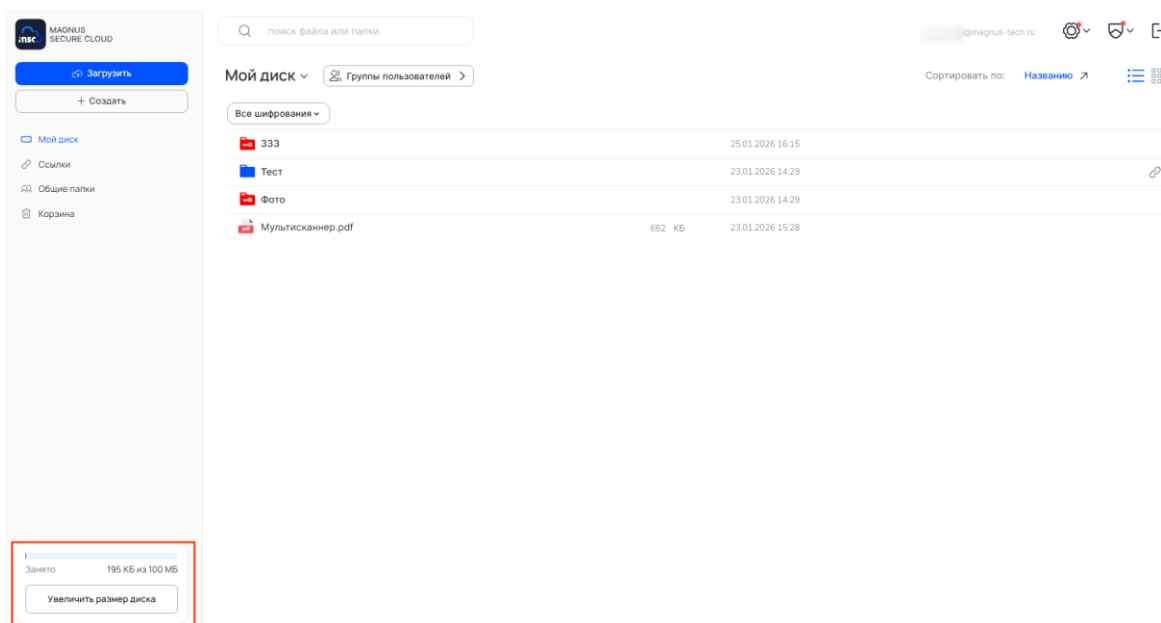 MAGNUS
SECURE CLOUD
msc
поиск файла или папки
@magnus-tech.ru
Загрузить
+ Создать
Мой диск
Ссылки
Общие папки
Корзина
Мой диск
Группы пользователей
Сортировать по: Названию
Все шифрования
333 25.01.2026 16:15
Тест 23.01.2026 14:29
Фото 23.01.2026 14:29
pdf Мультисканнер.pdf 662 КБ 23.01.2026 15:28
Занято 195 КБ из 100 МБ
Увеличить размер диска